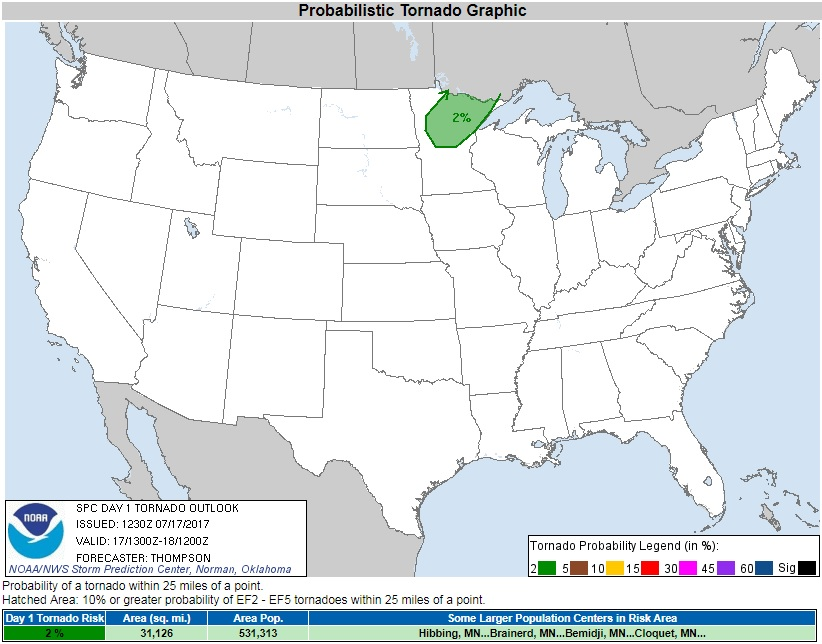 Probabilistic Tornado Graphic
2%
NOAA
SPC DAY 1 TORNADO OUTLOOK
ISSUED: 1230Z 07/17/2017
VALID: 17/1300Z-18/1200Z
FORECASTER: THOMPSON
NOAA/NWS Storm Prediction Center, Norman, Oklahoma
Tornado Probability Legend (in %):
2 5 10 15 30 45 60 Sig
Probability of a tornado within 25 miles of a point.
Hatched Area: 10% or greater probability of EF2 - EF5 tornadoes within 25 miles of a point.
Day 1 Tornado Risk Area (sq. mi.) Area Pop. Some Larger Population Centers in Risk Area
2 % 31,126 531,313 Hibbing, MN...Brainerd, MN...Bemidji, MN...Cloquet, MN...